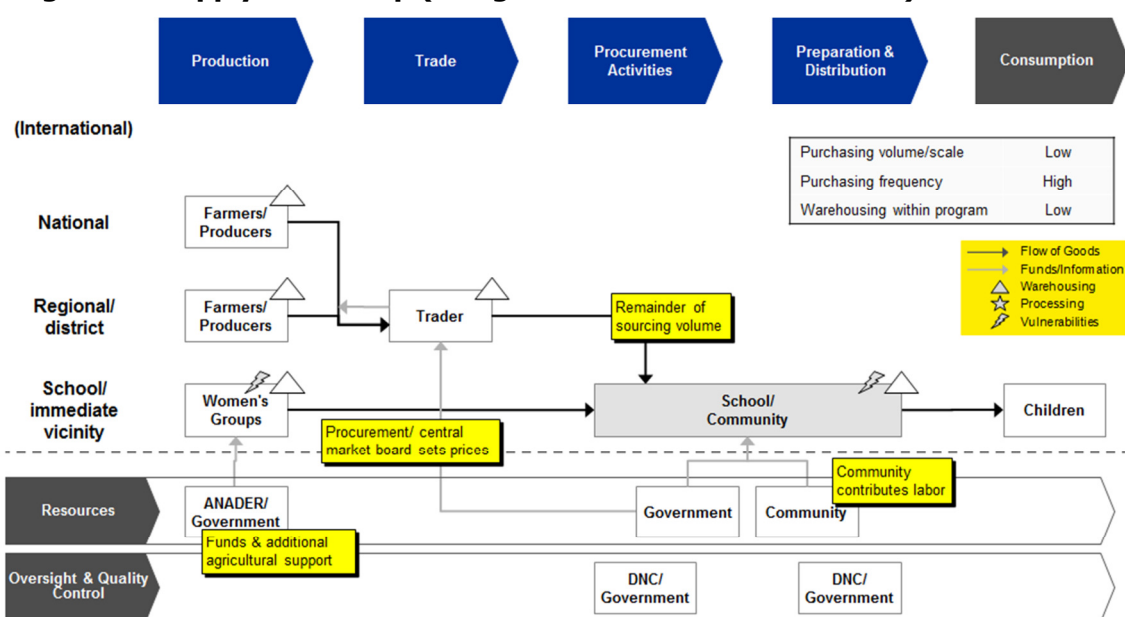 Production
Trade
Procurement
Activities
Preparation &
Distribution
Consumption
(International)
Purchasing volume/scale Low
Purchasing frequency High
Warehousing within program Low
National
Farmers/
Producers
Flow of Goods
Funds/Information
Warehousing
Processing
Vulnerabilities
Regional/
district
Farmers/
Producers
Trader
Remainder of
sourcing volume
School/
immediate
vicinity
Women's
Groups
School/
Community
Children
Procurement/ central
market board sets prices
Community
contributes labor
Resources
ANADER/
Government
Government
Community
Funds & additional
agricultural support
Oversight & Quality
Control
DNC/
Government
DNC/
Government